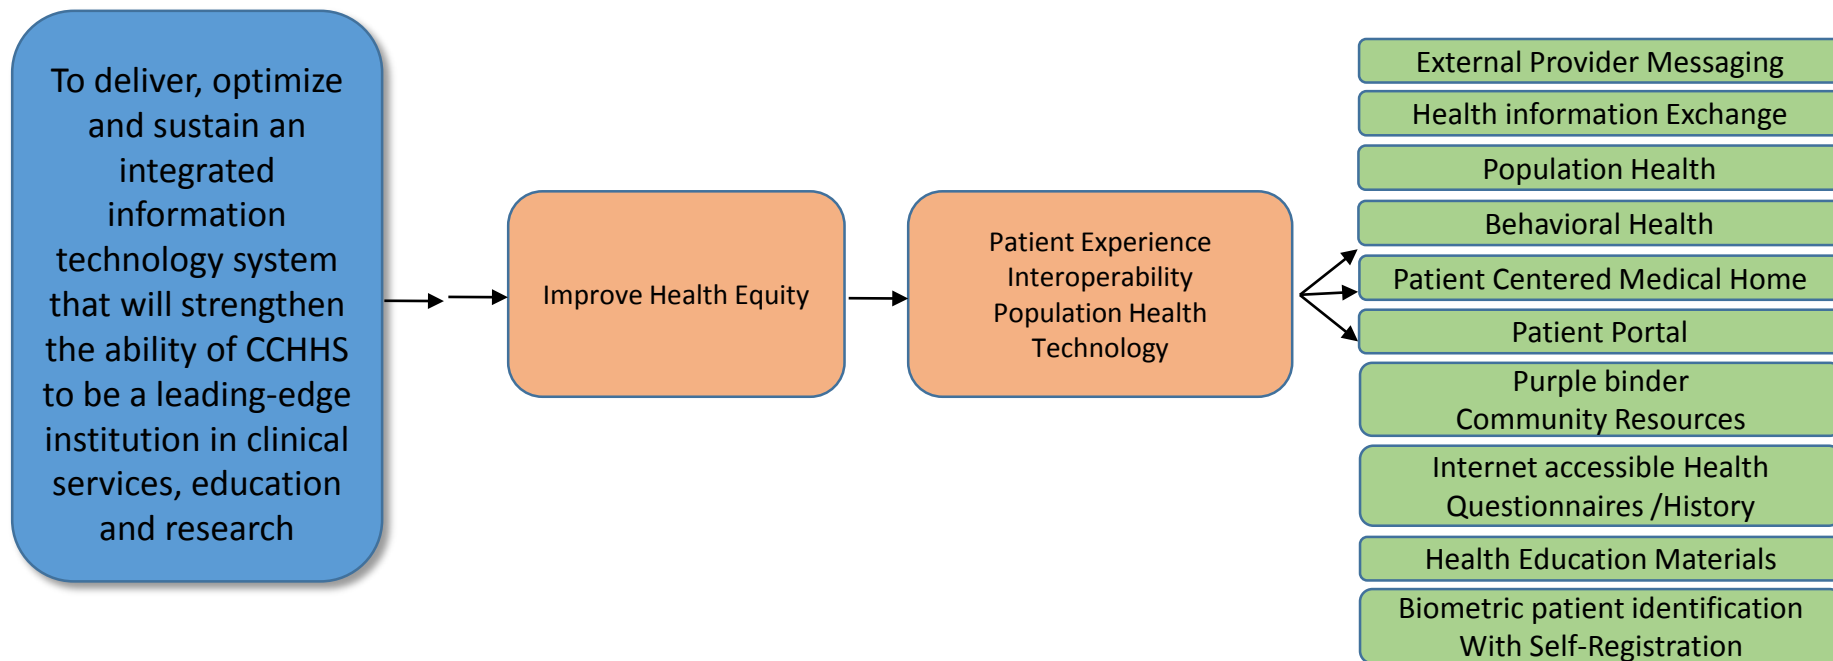 To deliver, optimize
and sustain an
integrated
information
technology system
that will strengthen
the ability of CCHHS
to be a leading-edge
institution in clinical
services, education
and research
Improve Health Equity
Patient Experience
Interoperability
Population Health
Technology
External Provider Messaging
Health information Exchange
Population Health
Behavioral Health
Patient Centered Medical Home
Patient Portal
Purple binder
Community Resources
Internet accessible Health
Questionnaires /History
Health Education Materials
Biometric patient identification
With Self-Registration